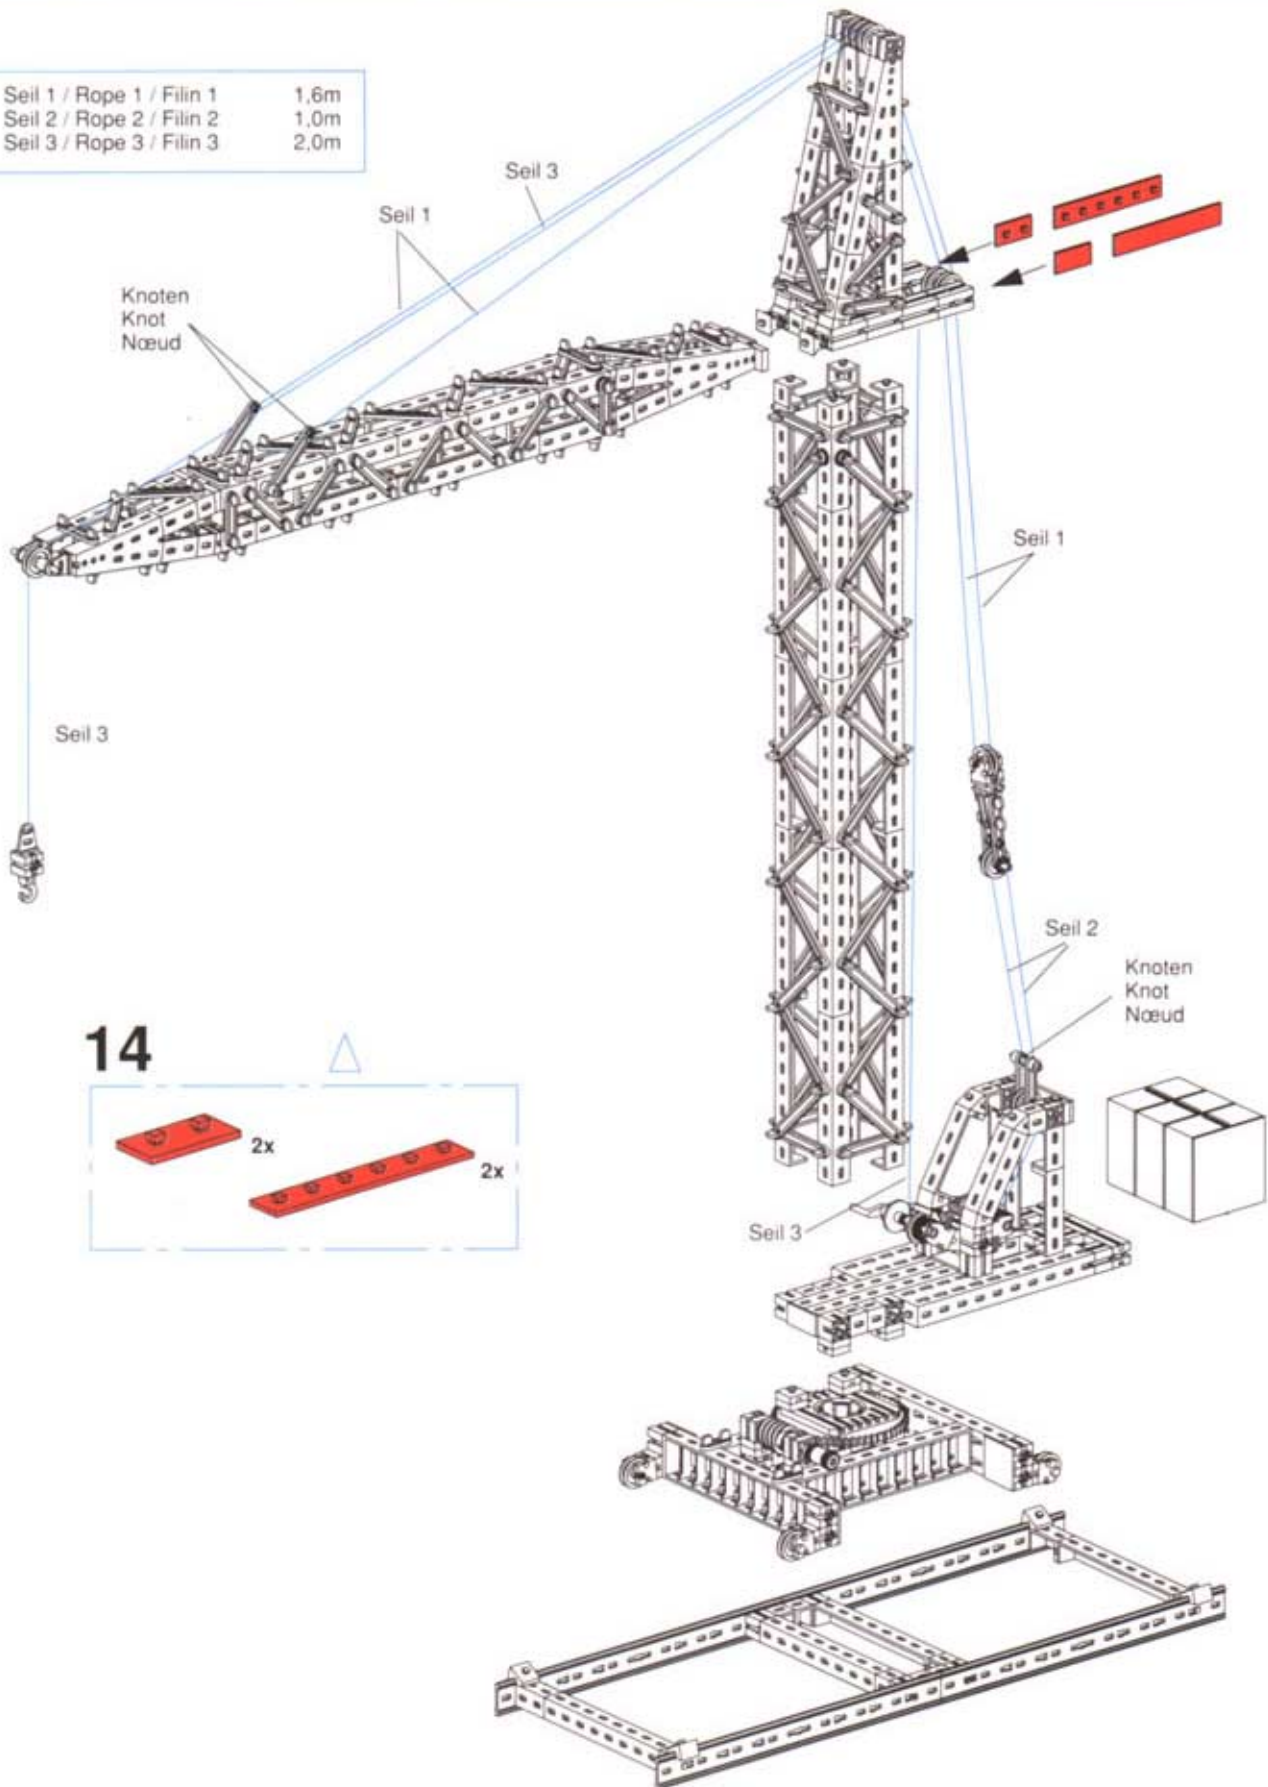 Seil 1 / Rope 1 / Filin 1 1,6m
Seil 2 / Rope 2 / Filin 2 1,0m
Seil 3 / Rope 3 / Filin 3 2,0m
Seil 3
Seil 1
Knoten
Knot
Nœud
Seil 1
Seil 3
Seil 2
Knoten
Knot
Nœud
14
2x
2x
Seil 3